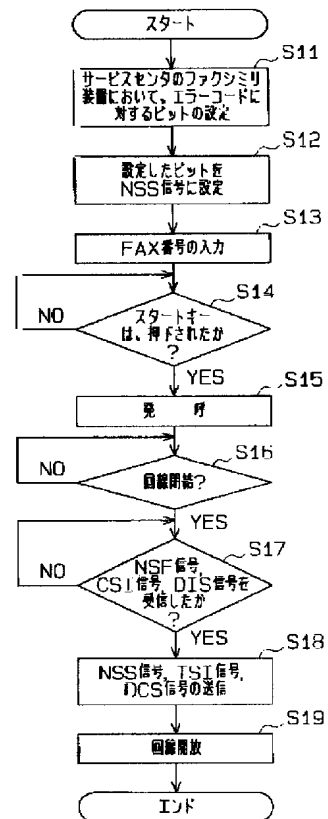 スタート
S11
サービスセンタのファクシミリ
装置において、エラーコードに
対するビットの設定
S12
設定したビットを
NSS信号に設定
S13
FAX番号の入力
S14
スタートキー
は、押下されたか
?
NO
YES
S15
発 呼
S16
回線閉結?
NO
YES
S17
NSF信号,
CSI信号, DIS信号を
受信したか
?
NO
YES
S18
NSS信号, TSI信号,
DCS信号の送信
S19
回線開放
エンド